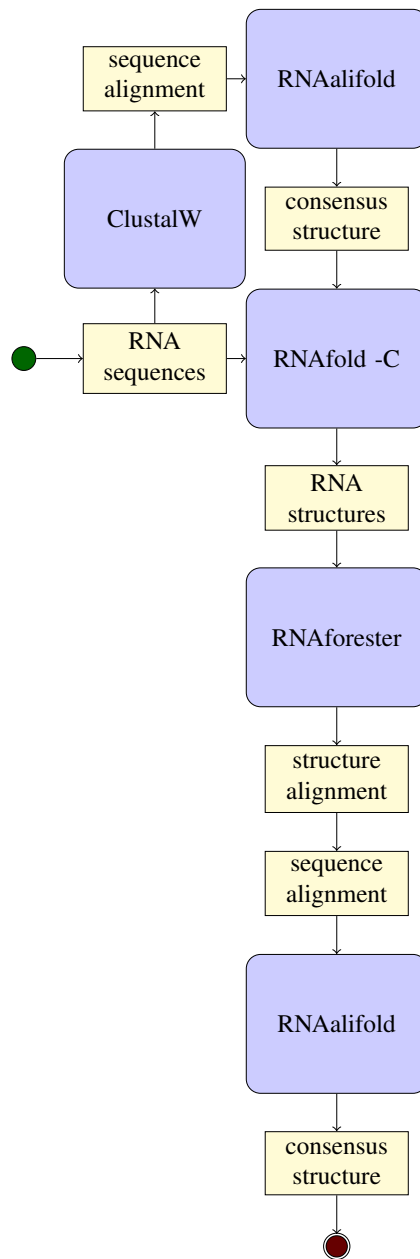 sequence
alignment
RNAalifold
ClustalW
consensus
structure
RNA
sequences
RNAfold -C
RNA
structures
RNAforester
structure
alignment
sequence
alignment
RNAalifold
consensus
structure